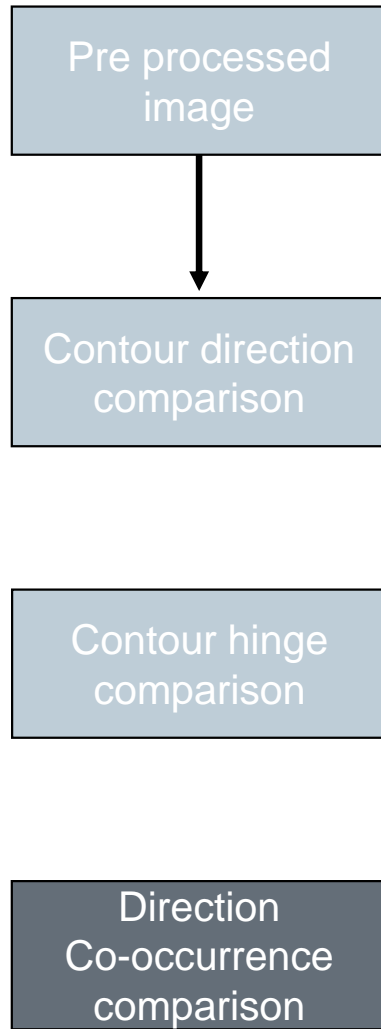 Pre processed
image
Contour direction
comparison
Contour hinge
comparison
Direction
Co-occurrence
comparison